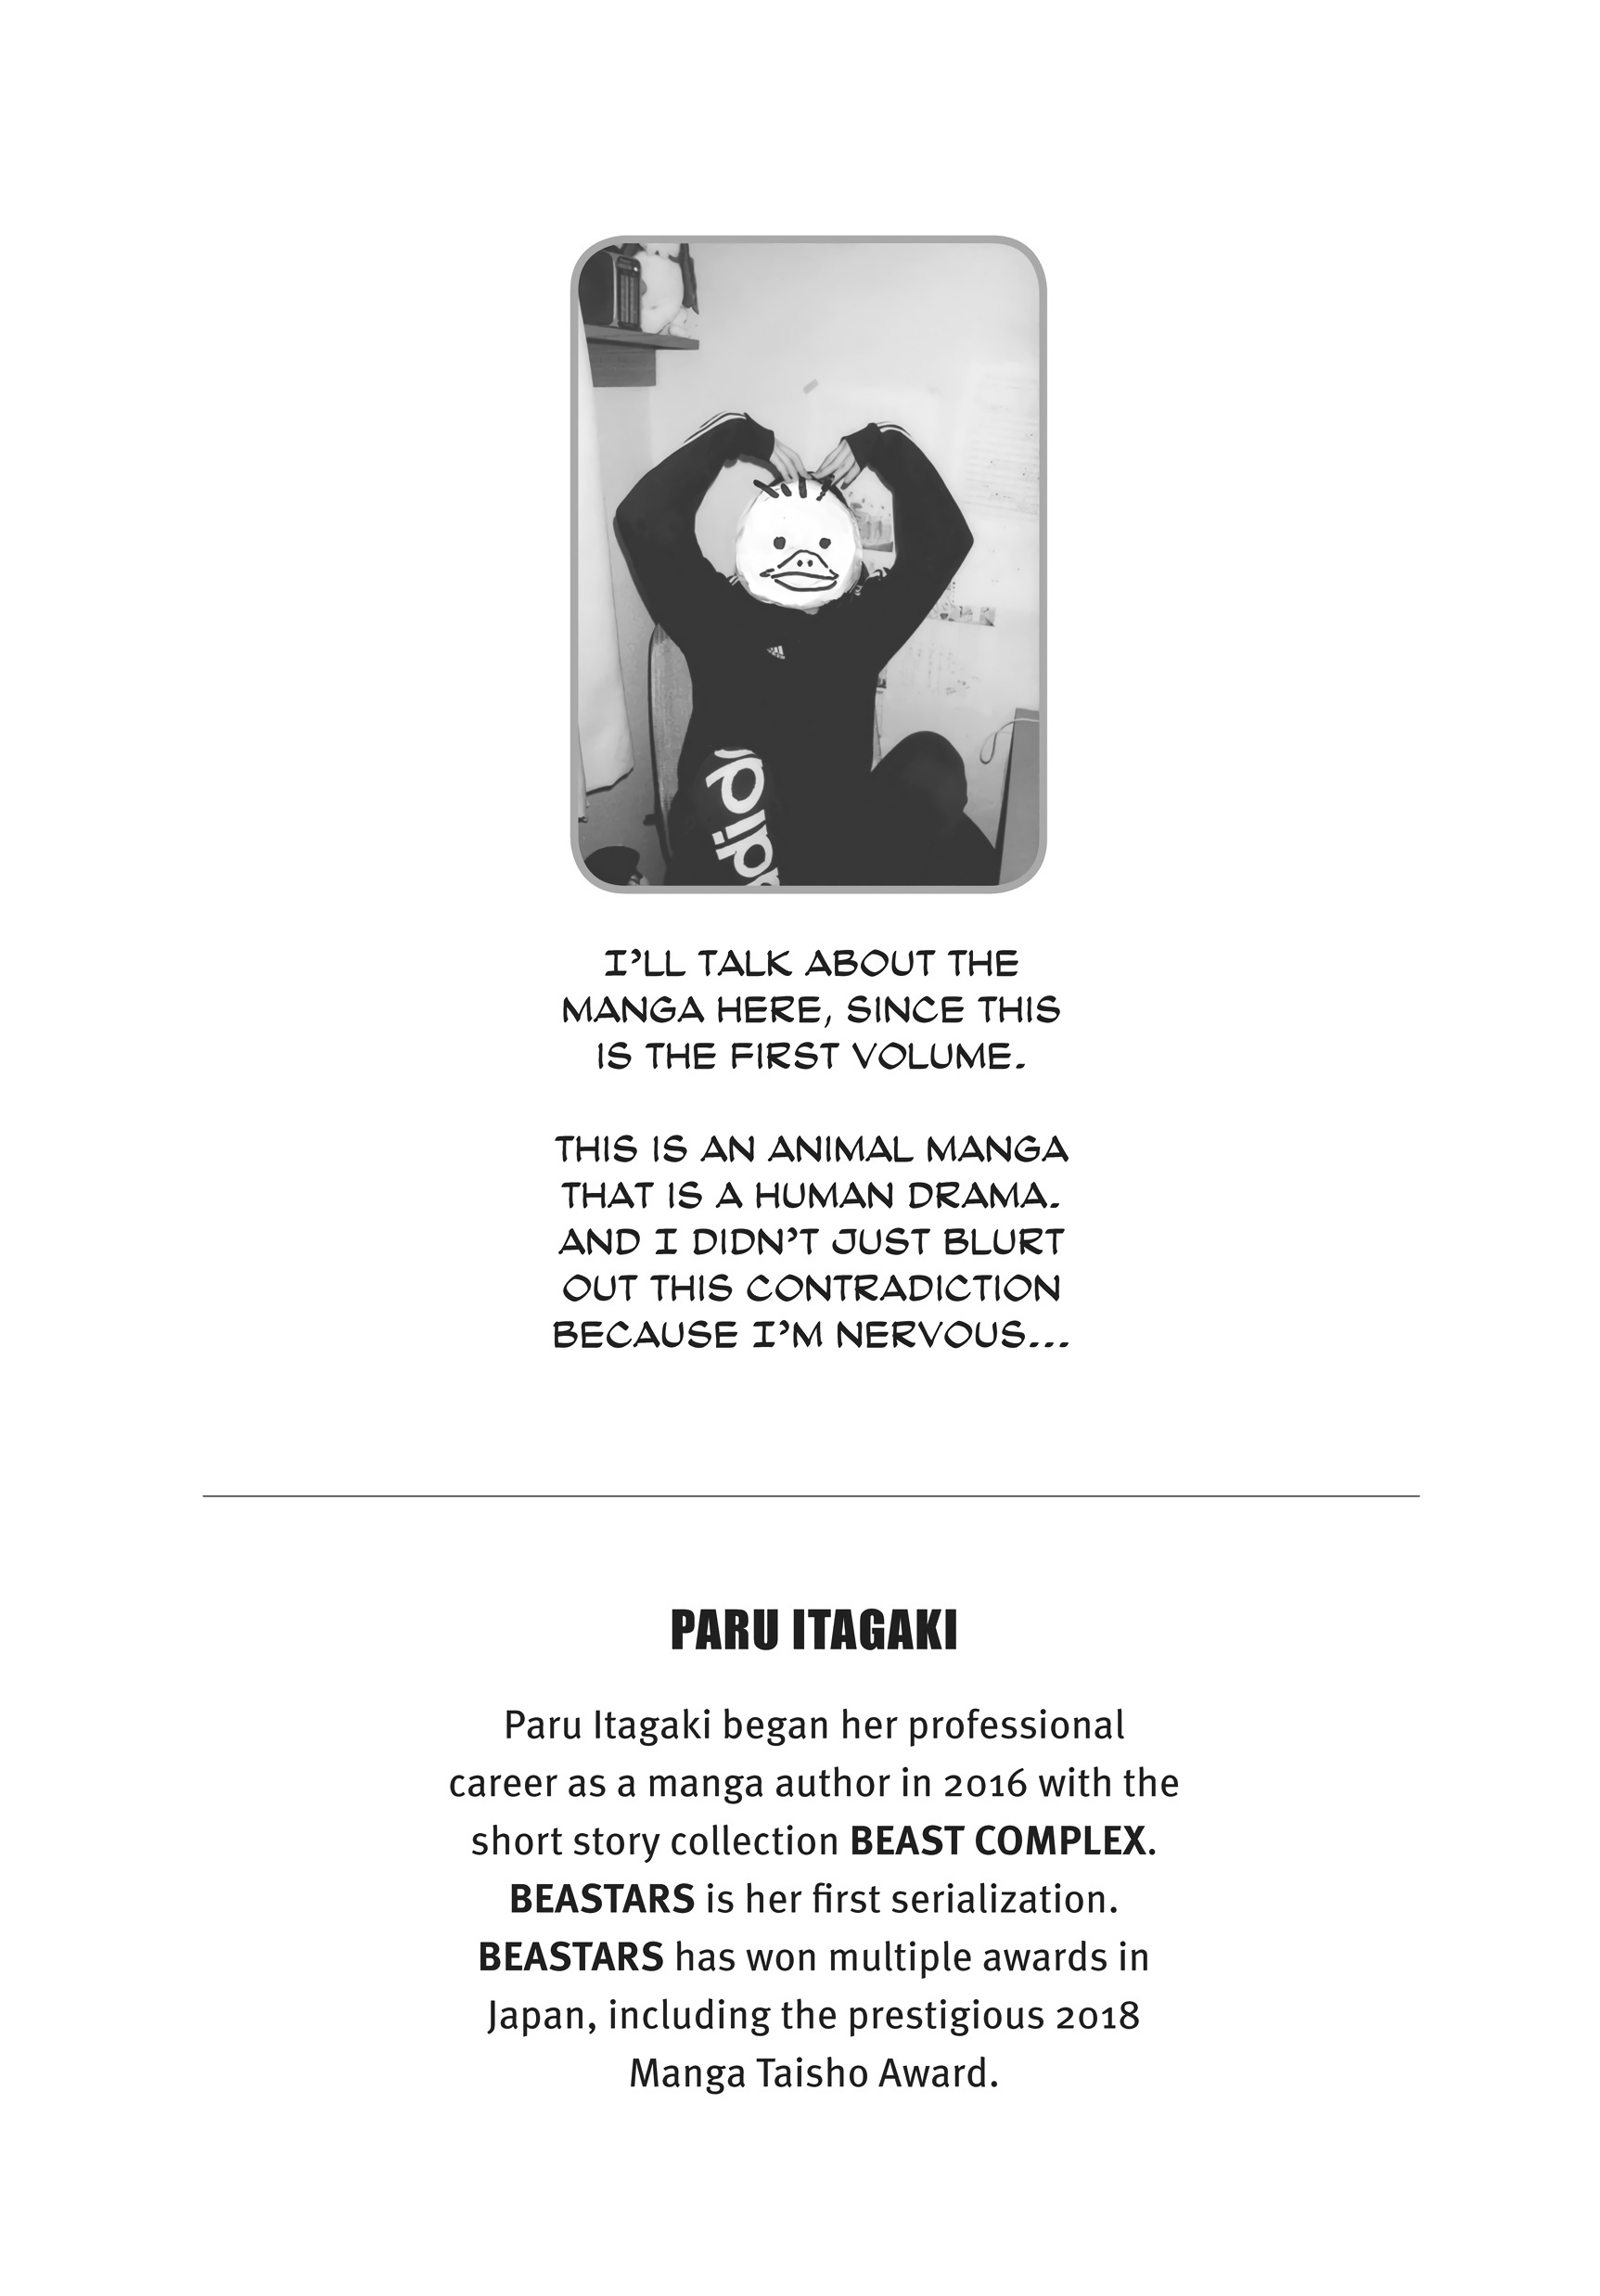 adida
I'LL TALK ABOUT THE
MANGA HERE, SINCE THIS
IS THE FIRST VOLUME.
THIS IS AN ANIMAL MANGA
THAT IS A HUMAN DRAMA.
AND I DIDN'T JUST BLURT
OUT THIS CONTRADICTION
BECAUSE I'M NERVOUS...
PARU ITAGAKI
Paru Itagaki began her professional
career as a manga author in 2016 with the
short story collection BEAST COMPLEX.
BEASTARS is her first serialization.
BEASTARS has won multiple awards in
Japan, including the prestigious 2018
Manga Taisho Award.